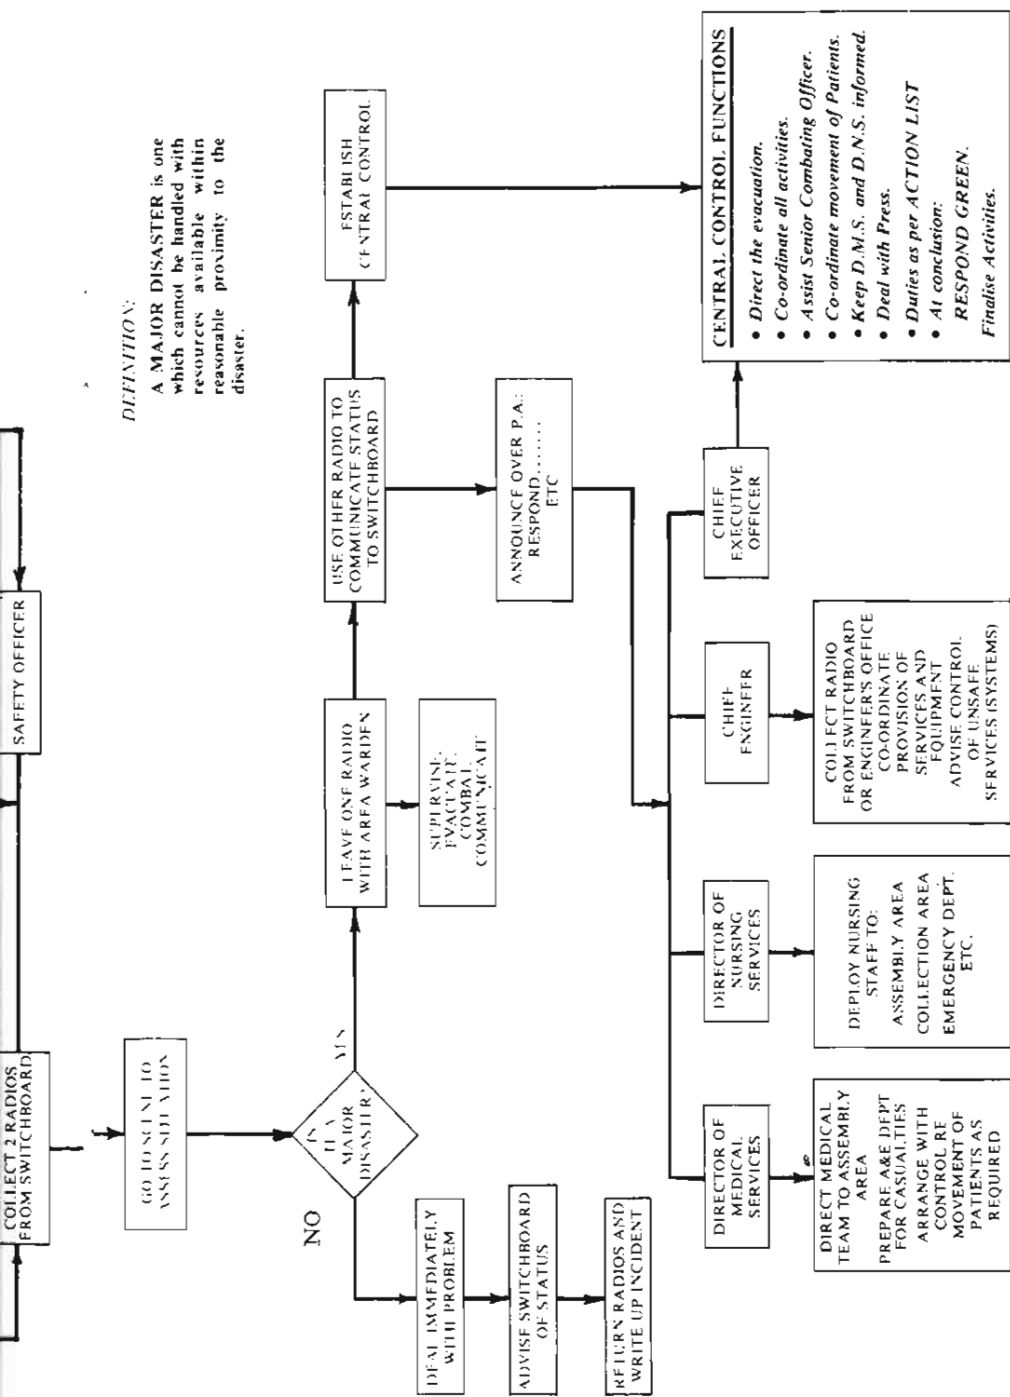 SAFETY OFFICER
COLLECT 2 RADIOS
FROM SWITCHBOARD
DEFINITION:
A MAJOR DISASTER is one
which cannot be handled with
resources available within
reasonable proximity to the
disaster.
GO TO SCENE TO
ASSESS SITUATION
IS
IT A
MAJOR
DISASTER?
YES
NO
DEAL IMMEDIATELY
WITH PROBLEM
ADVISE SWITCHBOARD
OF STATUS
RETURN RADIOS AND
WRITE UP INCIDENT
LEAVE ONE RADIO
WITH AREA WARDEN
SUPERVISE
EVACUATE
COMBAT
COMMUNICATE
USE OTHER RADIO TO
COMMUNICATE STATUS
TO SWITCHBOARD
ESTABLISH
CENTRAL CONTROL
ANNOUNCE OVER P.A.:
RESPOND........
ETC
DIRECTOR OF
MEDICAL
SERVICES
DIRECTOR OF
NURSING
SERVICES
CHIEF
ENGINEER
CHIEF
EXECUTIVE
OFFICER
DIRECT MEDICAL
TEAM TO ASSEMBLY
AREA
PREPARE A&E DEPT
FOR CASUALTIES
ARRANGE WITH
CONTROL RE
MOVEMENT OF
PATIENTS AS
REQUIRED
DEPLOY NURSING
STAFF TO:
ASSEMBLY AREA
COLLECTION AREA
EMERGENCY DEPT.
ETC.
COLLECT RADIO
FROM SWITCHBOARD
OR ENGINEER'S OFFICE
CO-ORDINATE
PROVISION OF
SERVICES AND
EQUIPMENT
ADVISE CONTROL
OF UNSAFE
SERVICES (SYSTEMS)
CENTRAL CONTROL FUNCTIONS
• Direct the evacuation.
• Co-ordinate all activities.
• Assist Senior Combating Officer.
• Co-ordinate movement of Patients.
• Keep D.M.S. and D.N.S. informed.
• Deal with Press.
• Duties as per ACTION LIST
• At conclusion:
RESPOND GREEN.
Finalise Activities.